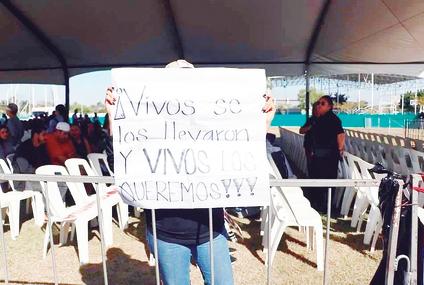 ¡¡Vivos se
los llevaron
Y VIVOS LOS
QUEREMOS!!!